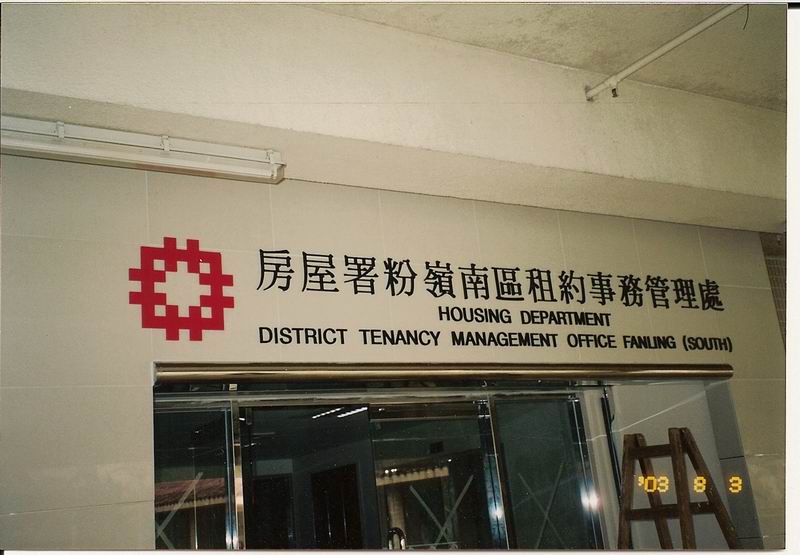 房屋署粉嶺南區租約事務管理處
HOUSING DEPARTMENT
DISTRICT TENANCY MANAGEMENT OFFICE FANLING (SOUTH)
'03 8 3